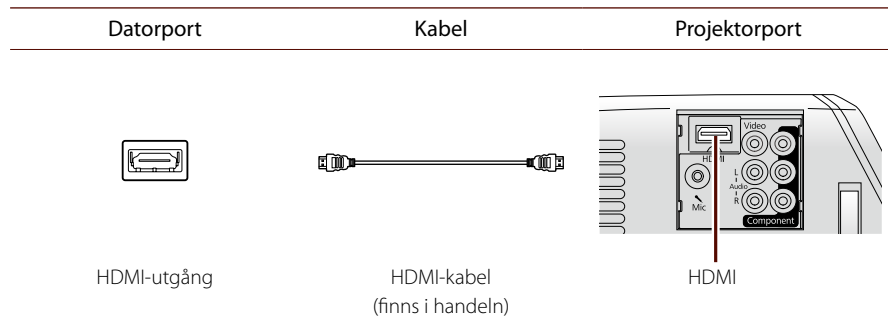 Datorport Kabel Projektorport
Video
HDMI
L
Audio
R
Mic
Component
HDMI-utgång HDMI-kabel HDMI
(finns i handeln)